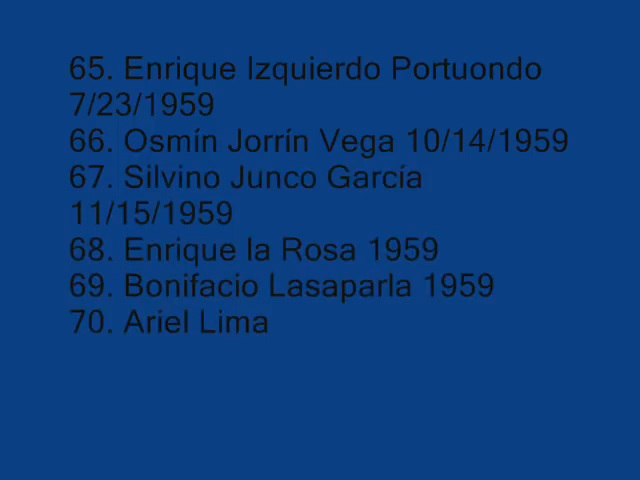 65. Enrique Izquierdo Portuondo
7/23/1959
66. Osmín Jorrín Vega 10/14/1959
67. Silvino Junco García
11/15/1959
68. Enrique la Rosa 1959
69. Bonifacio Lasaparla 1959
70. Ariel Lima